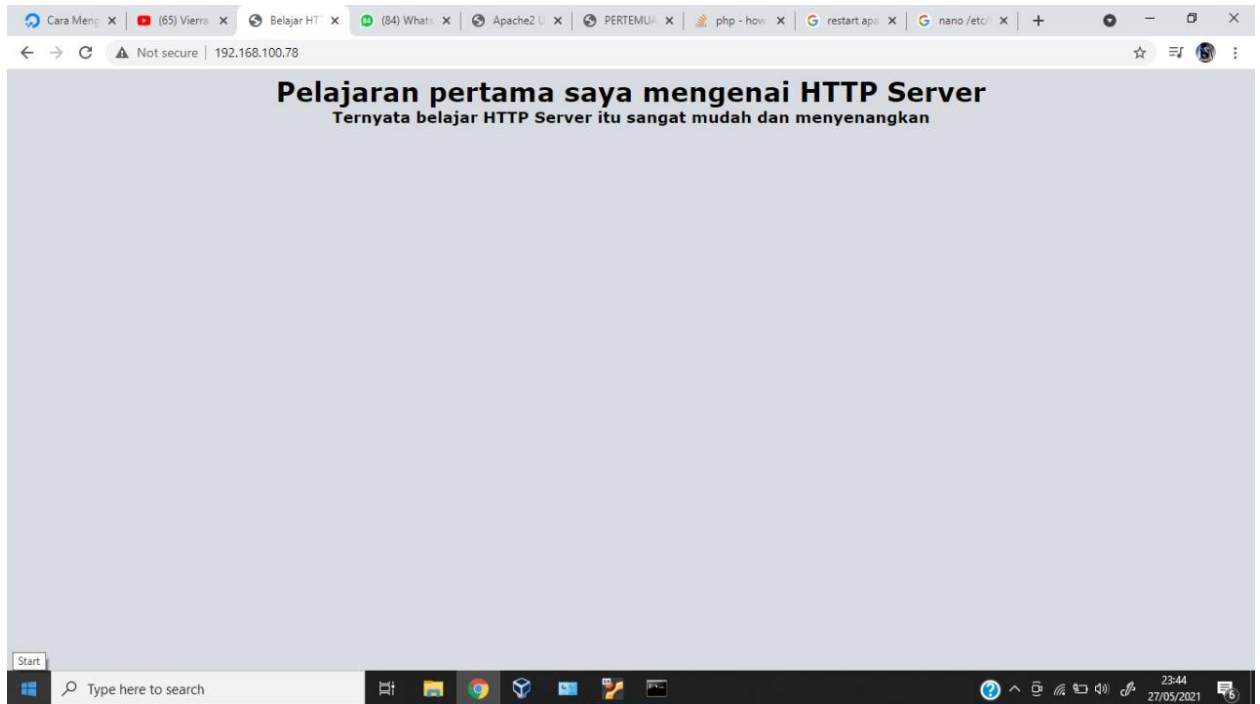 Cara Meng
(65) Vierra
Belajar HT
(84) Whats
Apache2 U
PERTEMUA
php - how
restart apa
nano /etc/
Not secure | 192.168.100.78
Pelajaran pertama saya mengenai HTTP Server
Ternyata belajar HTTP Server itu sangat mudah dan menyenangkan
Start
Type here to search
23:44
27/05/2021
6